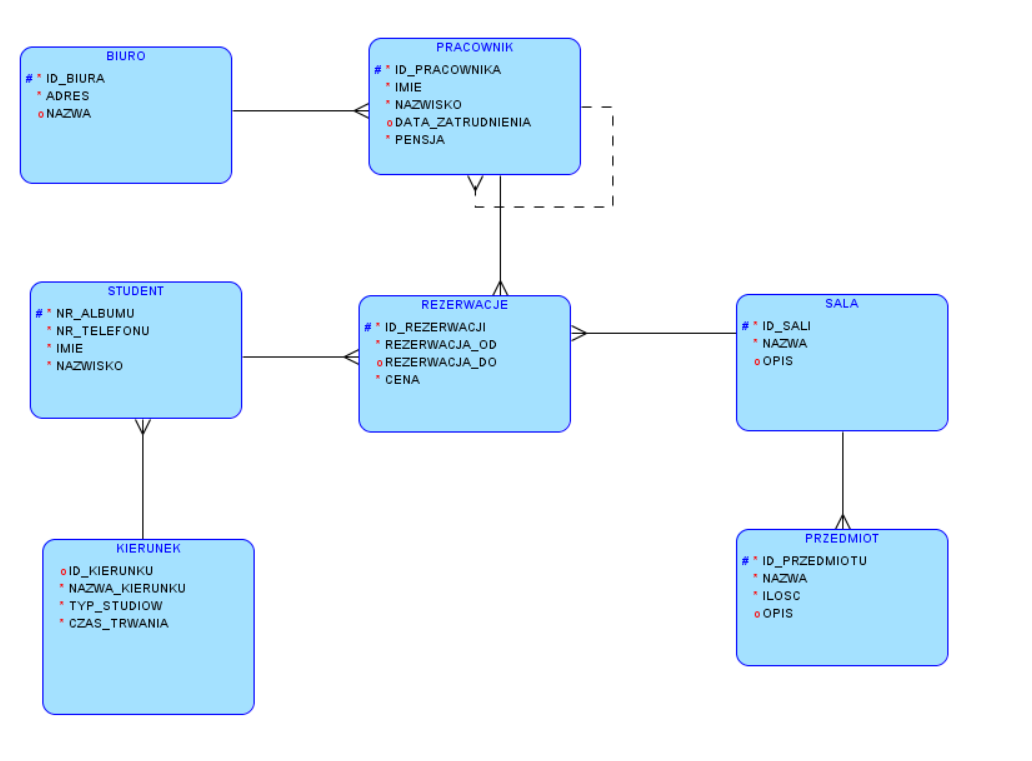 BIURO
# * ID_BIURA
* ADRES
o NAZWA
PRACOWNIK
# * ID_PRACOWNIKA
* IMIE
* NAZWISKO
o DATA_ZATRUDNIENIA
* PENSJA
STUDENT
# * NR_ALBUMU
* NR_TELEFONU
* IMIE
* NAZWISKO
REZERWACJE
# * ID_REZERWACJI
* REZERWACJA_OD
o REZERWACJA_DO
* CENA
SALA
# * ID_SALI
* NAZWA
o OPIS
KIERUNEK
o ID_KIERUNKU
* NAZWA_KIERUNKU
* TYP_STUDIOW
* CZAS_TRWANIA
PRZEDMIOT
# * ID_PRZEDMIOTU
* NAZWA
* ILOSC
o OPIS